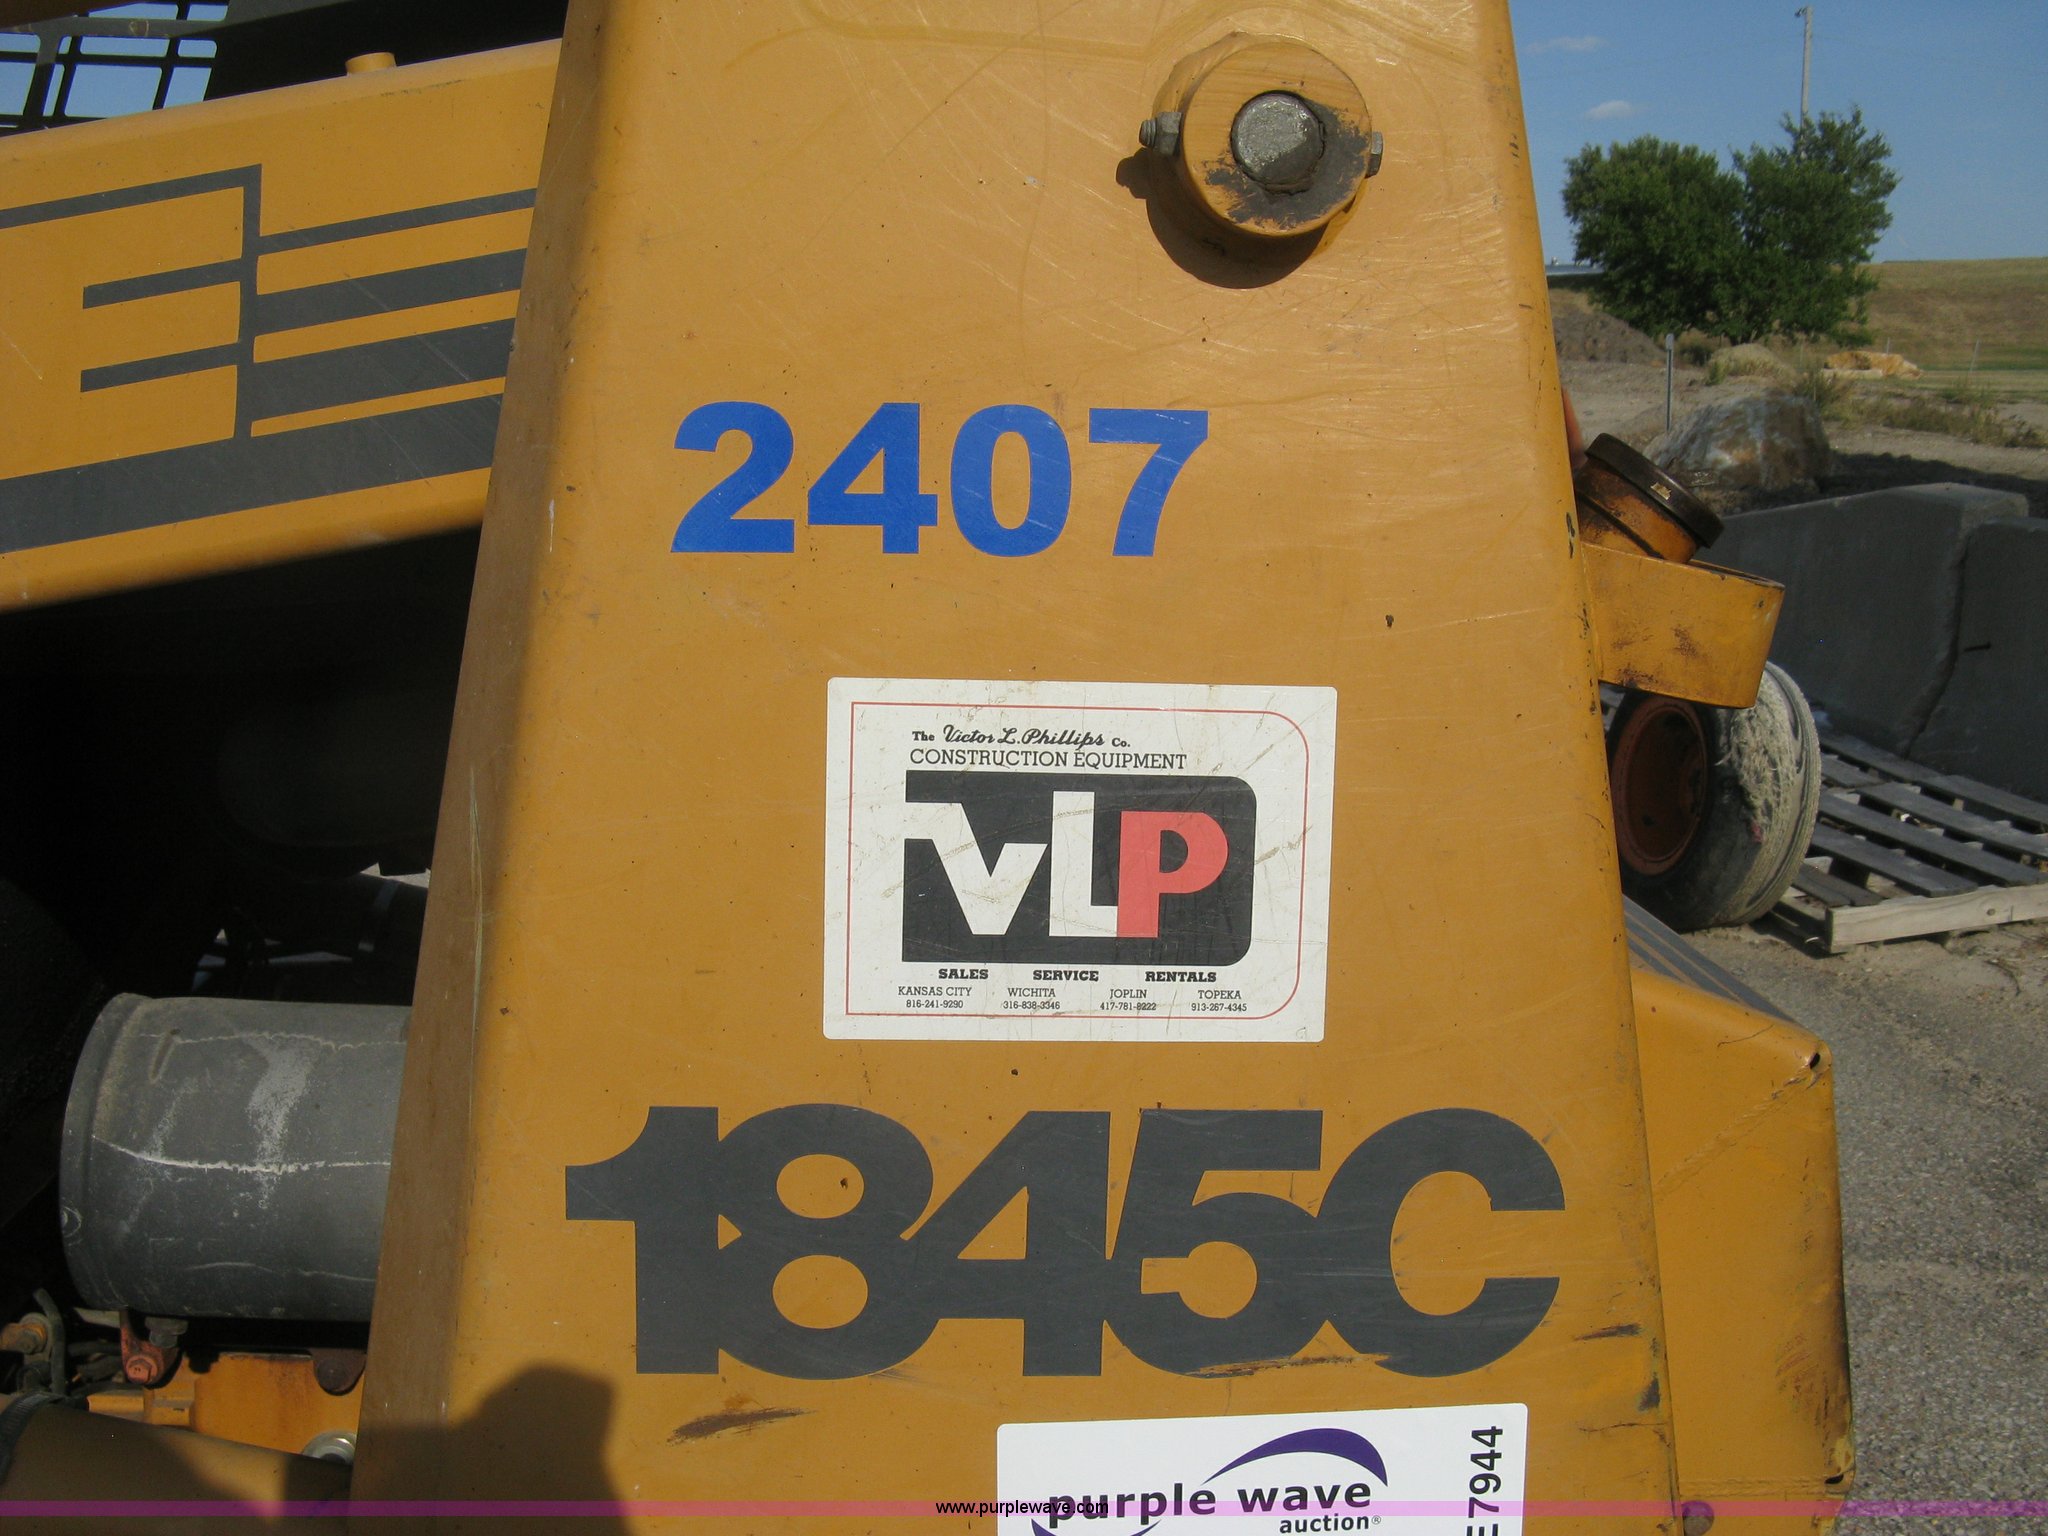 E
2407
The Victor L. Phillips Co.
CONSTRUCTION EQUIPMENT
VLP
SALES SERVICE RENTALS
KANSAS CITY WICHITA JOPLIN TOPEKA
816-241-9290 316-838-3346 417-781-8222 913-267-4345
1845C
purple wave
auction®
E7944
www.purplewave.com